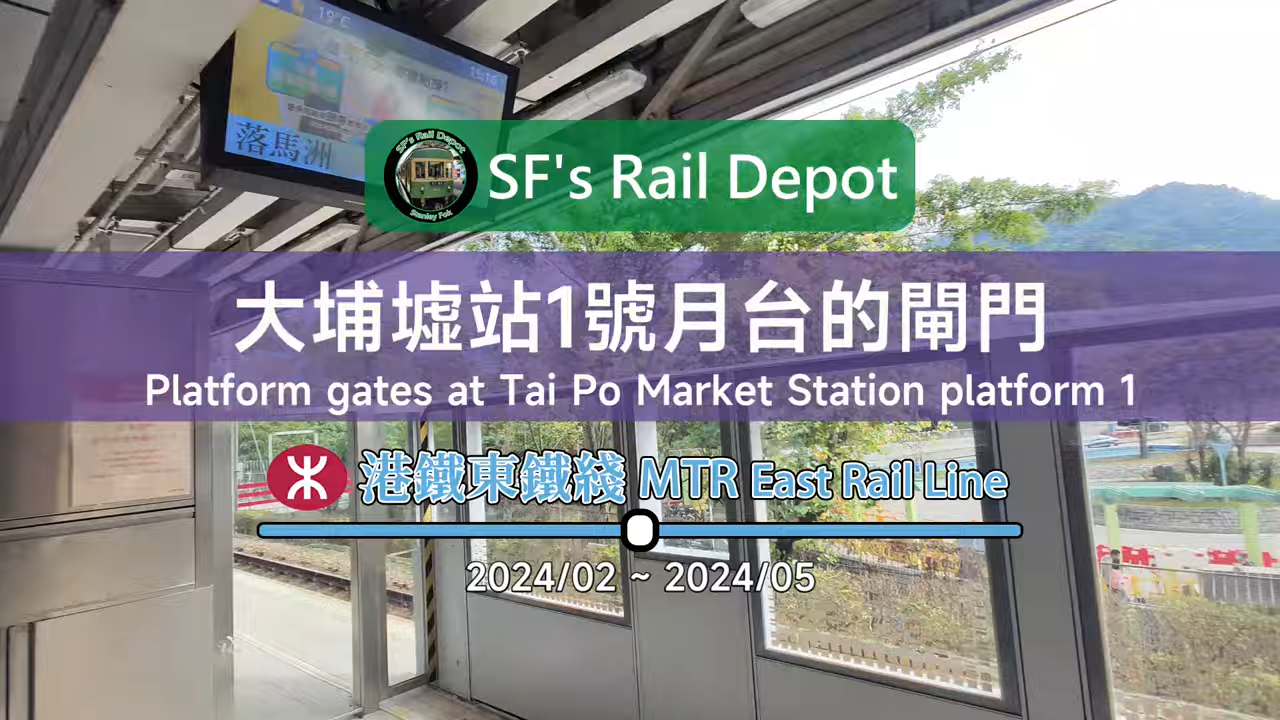 19°C
15:16
落馬洲
SF's Rail Depot
Stanley Fok
SF's Rail Depot
大埔墟站1號月台的閘門
Platform gates at Tai Po Market Station platform 1
港鐵東鐵綫 MTR East Rail Line
2024/02 ~ 2024/05